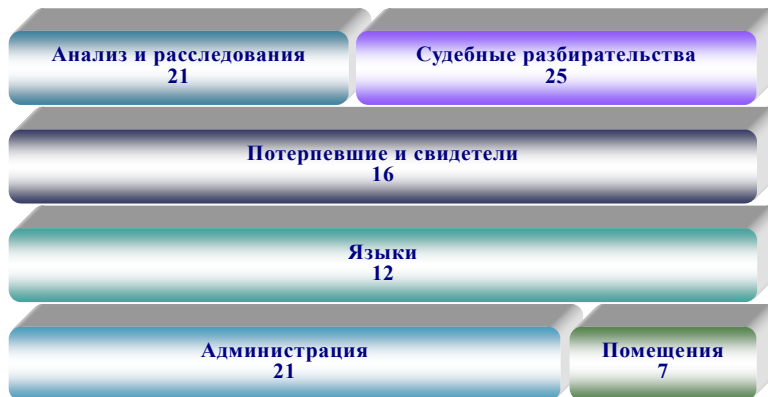 Анализ и расследования
21
Судебные разбирательства
25
Потерпевшие и свидетели
16
Языки
12
Администрация
21
Помещения
7